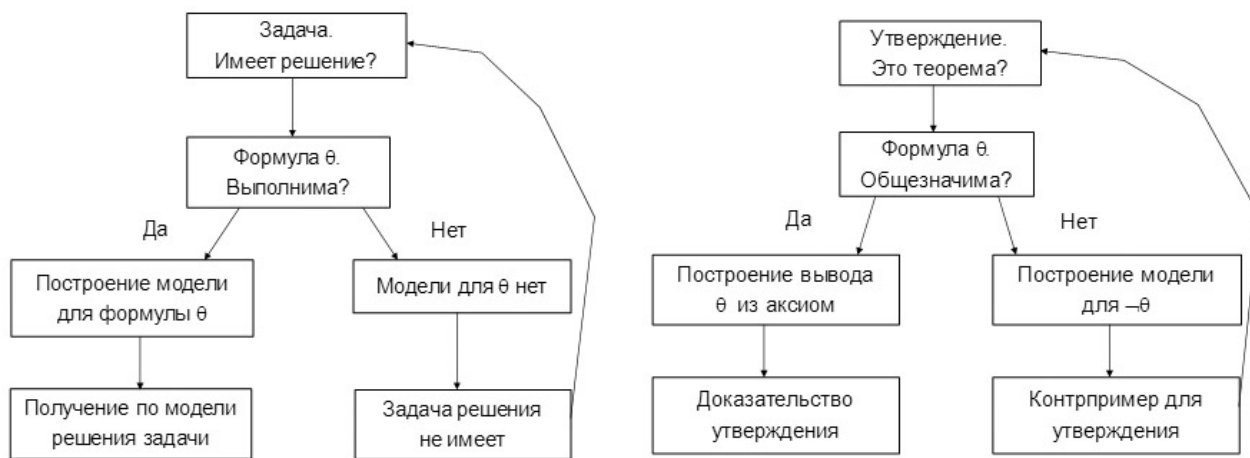 Задача.
Имеет решение?
Формула θ.
Выполнима?
Да
Нет
Построение модели
для формулы θ
Модели для θ нет
Получение по модели
решения задачи
Задача решения
не имеет
Утверждение.
Это теорема?
Формула θ.
Общезначима?
Да
Нет
Построение вывода
θ из аксиом
Построение модели
для ¬θ
Доказательство
утверждения
Контрпример для
утверждения